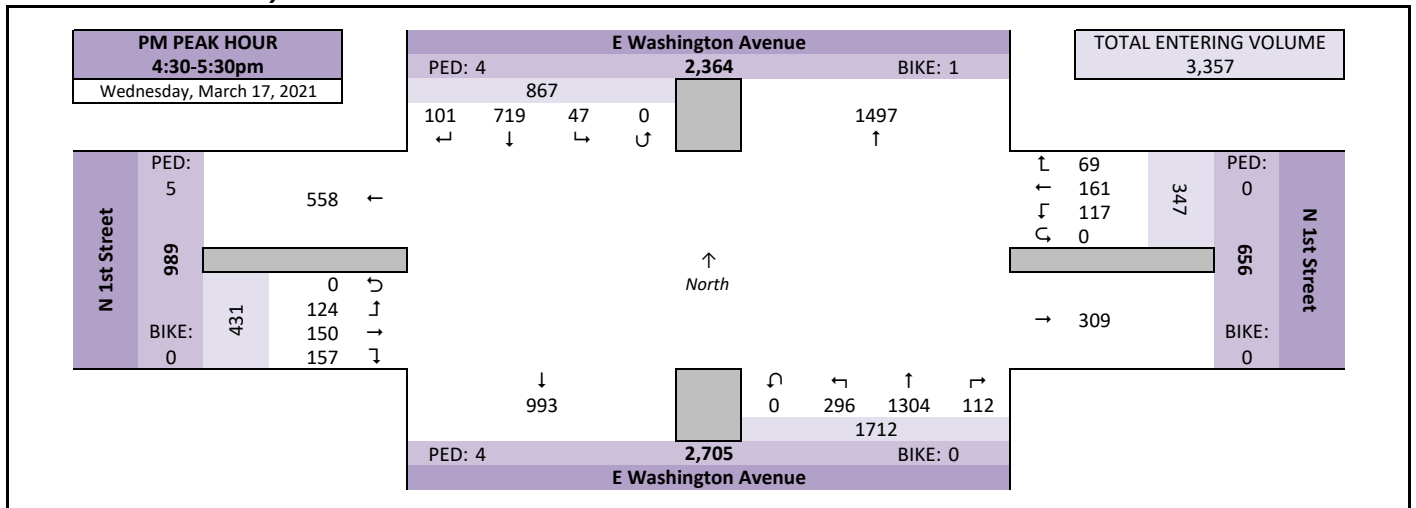 PM PEAK HOUR
4:30-5:30pm
Wednesday, March 17, 2021
E Washington Avenue
PED: 4 2,364 BIKE: 1
867
101 719 47 0 1497
TOTAL ENTERING VOLUME
3,357
N 1st Street
PED:
5
989
BIKE:
0
558 ←
431
0
124
150 →
157
↑
North
69
← 161
117
0
347
PED:
0
656
BIKE:
0
N 1st Street
→ 309
↓
993
0 296 1304 112
1712
PED: 4 2,705 BIKE: 0
E Washington Avenue